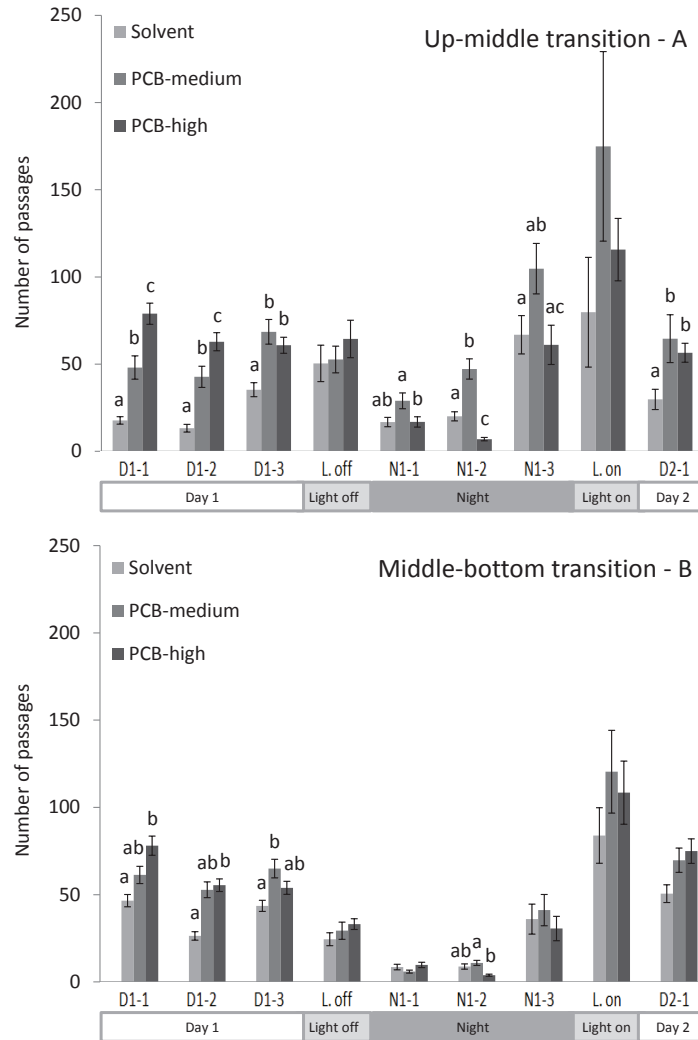 250
Solvent
Up-middle transition - A
PCB-medium
200
PCB-high
150
Number of passages
ab
100
c
c
b
b
b
a
ac
b
b
b
50
b
a
b
a
a
ab
a
b
a
a
c
0
D1-1 D1-2 D1-3 L. off N1-1 N1-2 N1-3 L. on D2-1
Day 1 Light off Night Light on Day 2
250
Solvent
Middle-bottom transition - B
PCB-medium
200
PCB-high
150
Number of passages
100
b
b
ab
ab
ab b
a
a
50
a
ab a b
0
D1-1 D1-2 D1-3 L. off N1-1 N1-2 N1-3 L. on D2-1
Day 1 Light off Night Light on Day 2